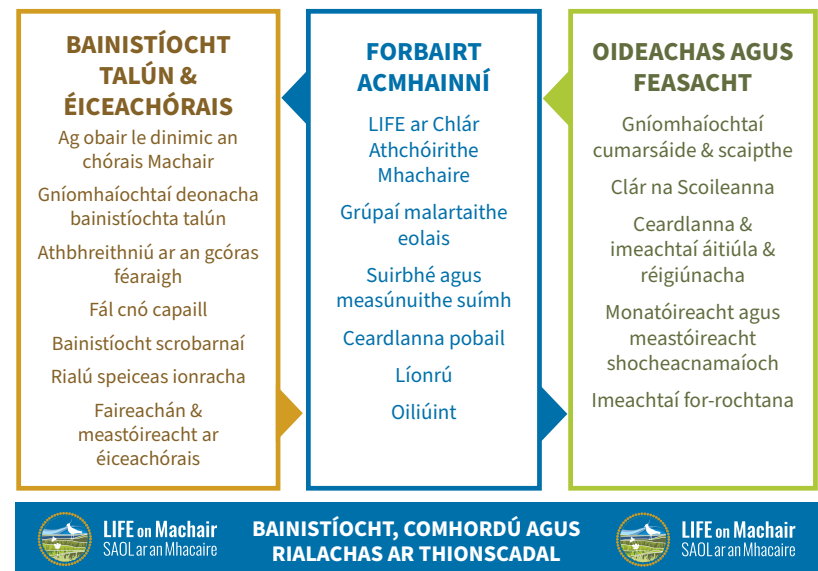 BAINISTÍOCHT
TALÚN &
ÉICEACHÓRAIS
Ag obair le dinimic an
chórais Machair
Gníomhaíochtaí deonacha
bainistíochta talún
Athbhreithniú ar an gcóras
féaraigh
Fál cnó capaill
Bainistíocht scrobarnaí
Rialú speiceas ionracha
Faireachán &
meastóireacht ar
éiceachórais
FORBAIRT
ACMHAINNÍ
LIFE ar Chlár
Athchóirithe
Mhachaire
Grúpaí malartaithe
eolais
Suirbhé agus
measúnuithe suímh
Ceardlanna pobail
Líonrú
Oiliúint
OIDEACHAS AGUS
FEASACHT
Gníomhaíochtaí
cumarsáide & scaipthe
Clár na Scoileanna
Ceardlanna &
imeachtaí áitiúla &
réigiúnacha
Monatóireacht agus
meastóireacht
shocheacnamaíoch
Imeachtaí for-rochtana
LIFE on Machair
SAOL ar an Mhacaire
BAINISTÍOCHT, COMHORDÚ AGUS
RIALACHAS AR THIONSCADAL
LIFE on Machair
SAOL ar an Mhacaire